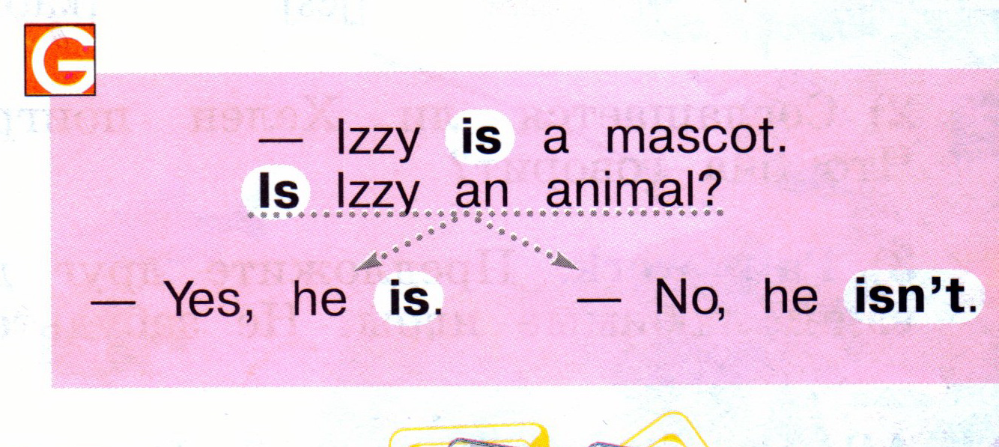 G
— Izzy is a mascot.
Is Izzy an animal?
— Yes, he is. — No, he isn't.